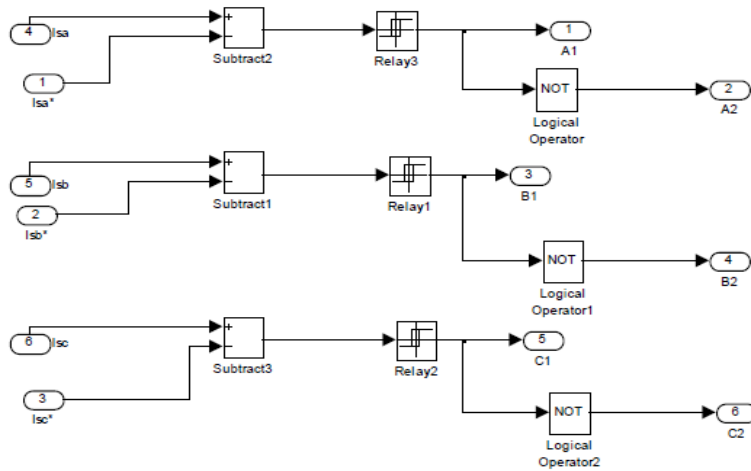 4
Isa
+
−
Subtract2
Relay3
1
A1
1
Isa*
NOT
Logical
Operator
2
A2
5
Isb
+
−
Subtract1
Relay1
3
B1
2
Isb*
NOT
Logical
Operator1
4
B2
6
Isc
+
−
Subtract3
Relay2
5
C1
3
Isc*
NOT
Logical
Operator2
6
C2